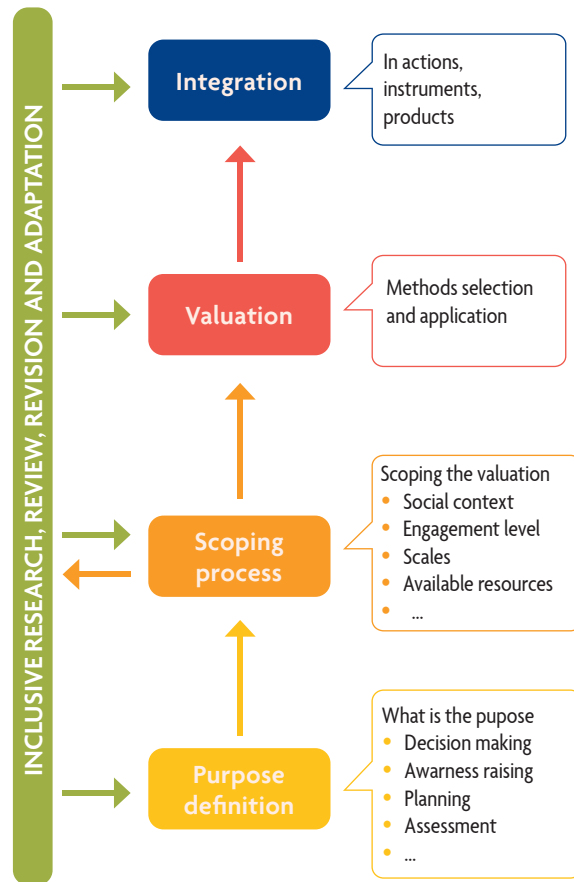 INCLUSIVE RESEARCH, REVIEW, REVISION AND ADAPTATION
Integration
In actions,
instruments,
products
Valuation
Methods selection
and application
Scoping
process
Scoping the valuation
• Social context
• Engagement level
• Scales
• Available resources
• ...
Purpose
definition
What is the pupose
• Decision making
• Awarness raising
• Planning
• Assessment
• ...